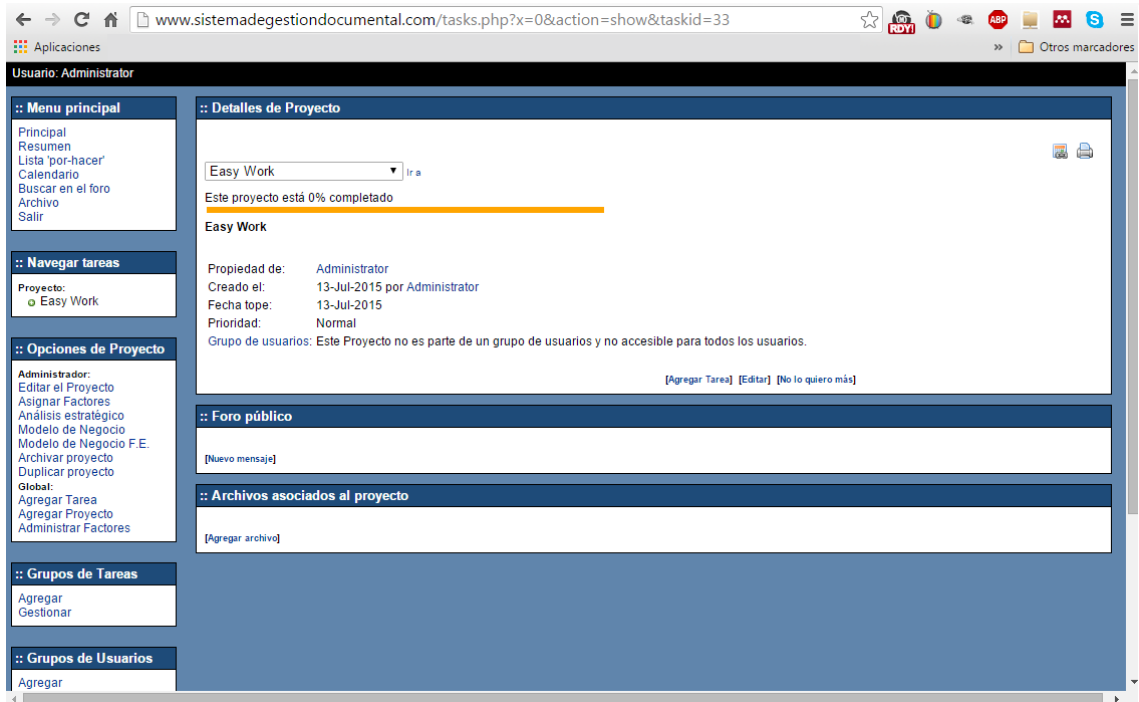 www.sistemadegestiondocumental.com/tasks.php?x=0&action=show&taskid=33
RDY!
ABP
S
Aplicaciones
» Otros marcadores
Usuario: Administrator
:: Menu principal
Principal
Resumen
Lista 'por-hacer'
Calendario
Buscar en el foro
Archivo
Salir
:: Navegar tareas
Proyecto:
Easy Work
:: Opciones de Proyecto
Administrador:
Editar el Proyecto
Asignar Factores
Análisis estratégico
Modelo de Negocio
Modelo de Negocio F.E.
Archivar proyecto
Duplicar proyecto
Global:
Agregar Tarea
Agregar Proyecto
Administrar Factores
:: Grupos de Tareas
Agregar
Gestionar
:: Grupos de Usuarios
Agregar
:: Detalles de Proyecto
Easy Work Ir a
Este proyecto está 0% completado
Easy Work
Propiedad de: Administrator
Creado el: 13-Jul-2015 por Administrator
Fecha tope: 13-Jul-2015
Prioridad: Normal
Grupo de usuarios: Este Proyecto no es parte de un grupo de usuarios y no accesible para todos los usuarios.
[Agregar Tarea] [Editar] [No lo quiero más]
:: Foro público
[Nuevo mensaje]
:: Archivos asociados al proyecto
[Agregar archivo]